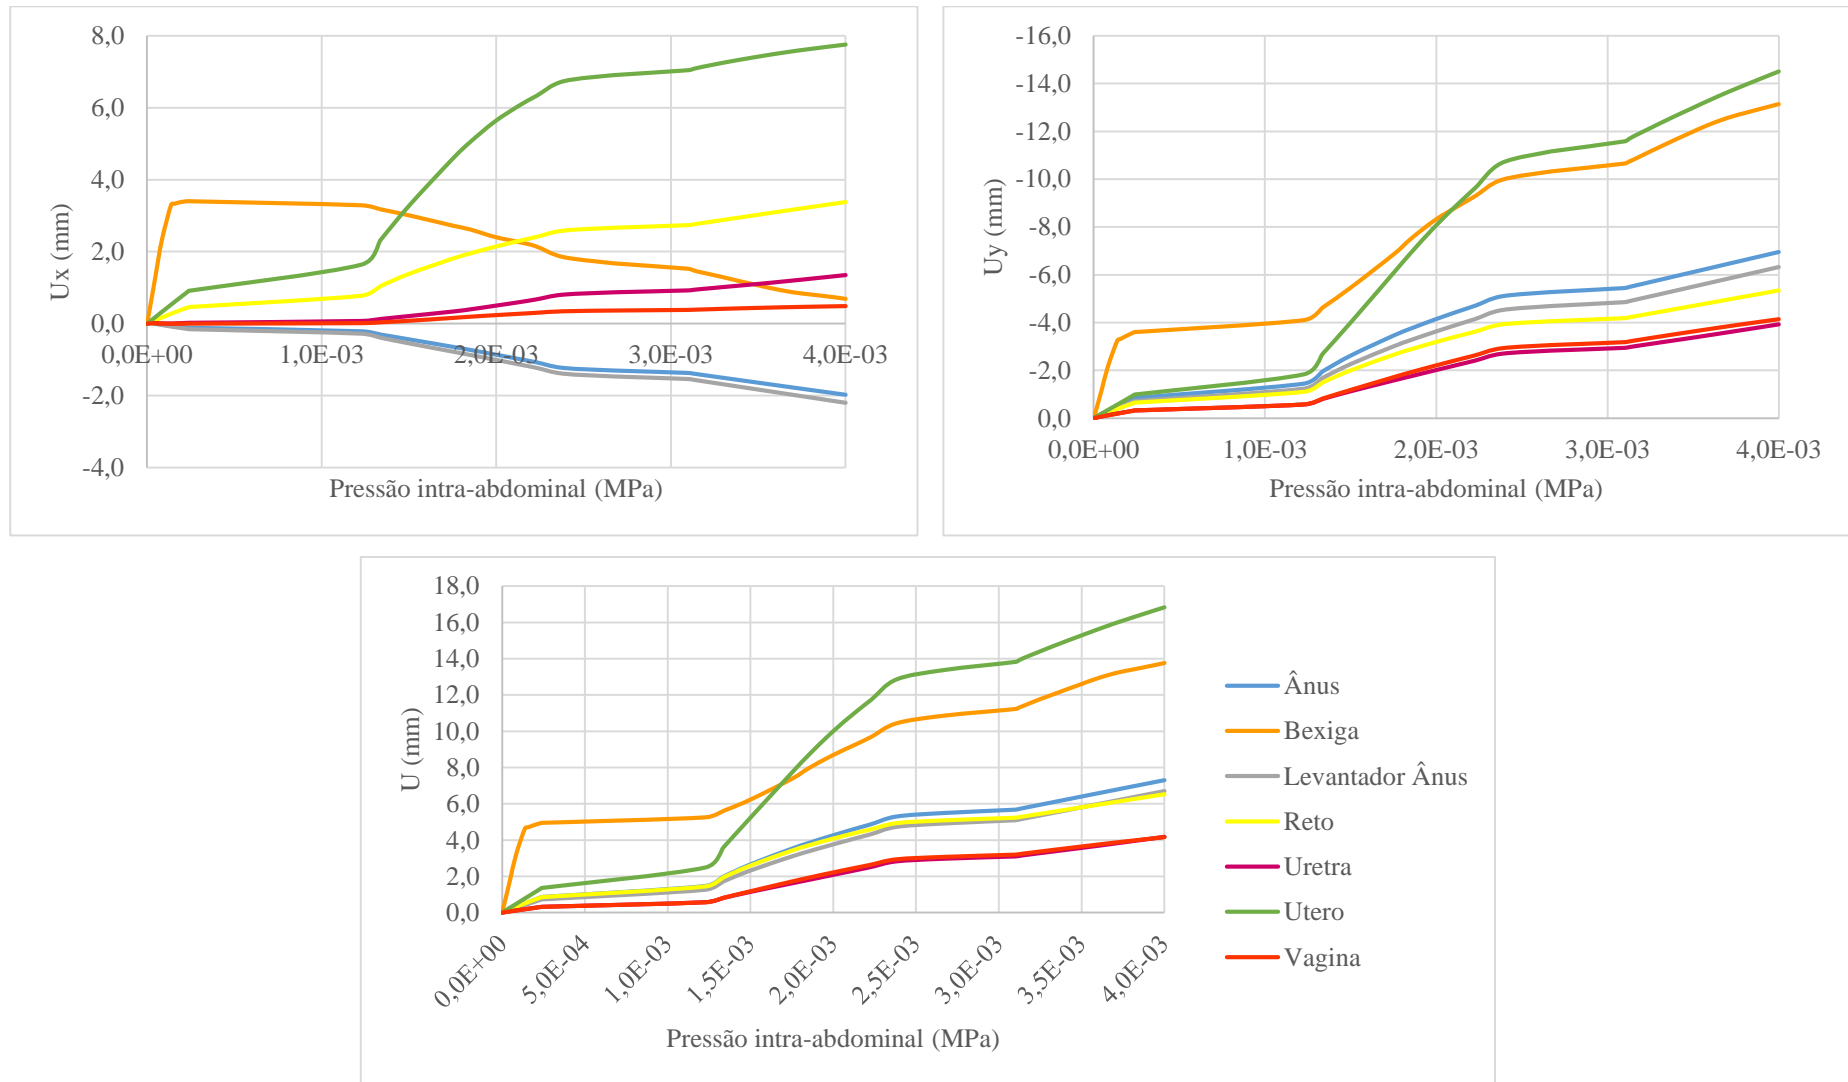 8,0
6,0
4,0
2,0
0,0
-2,0
-4,0
Ux (mm)
0,0E+00 1,0E-03 2,0E-03 3,0E-03 4,0E-03
Pressão intra-abdominal (MPa)
-16,0
-14,0
-12,0
-10,0
-8,0
-6,0
-4,0
-2,0
0,0
Uy (mm)
0,0E+00 1,0E-03 2,0E-03 3,0E-03 4,0E-03
Pressão intra-abdominal (MPa)
18,0
16,0
14,0
12,0
10,0
8,0
6,0
4,0
2,0
0,0
U (mm)
0,0E+00 5,0E-04 1,0E-03 1,5E-03 2,0E-03 2,5E-03 3,0E-03 3,5E-03 4,0E-03
Pressão intra-abdominal (MPa)
Ânus
Bexiga
Levantador Ânus
Reto
Uretra
Utero
Vagina